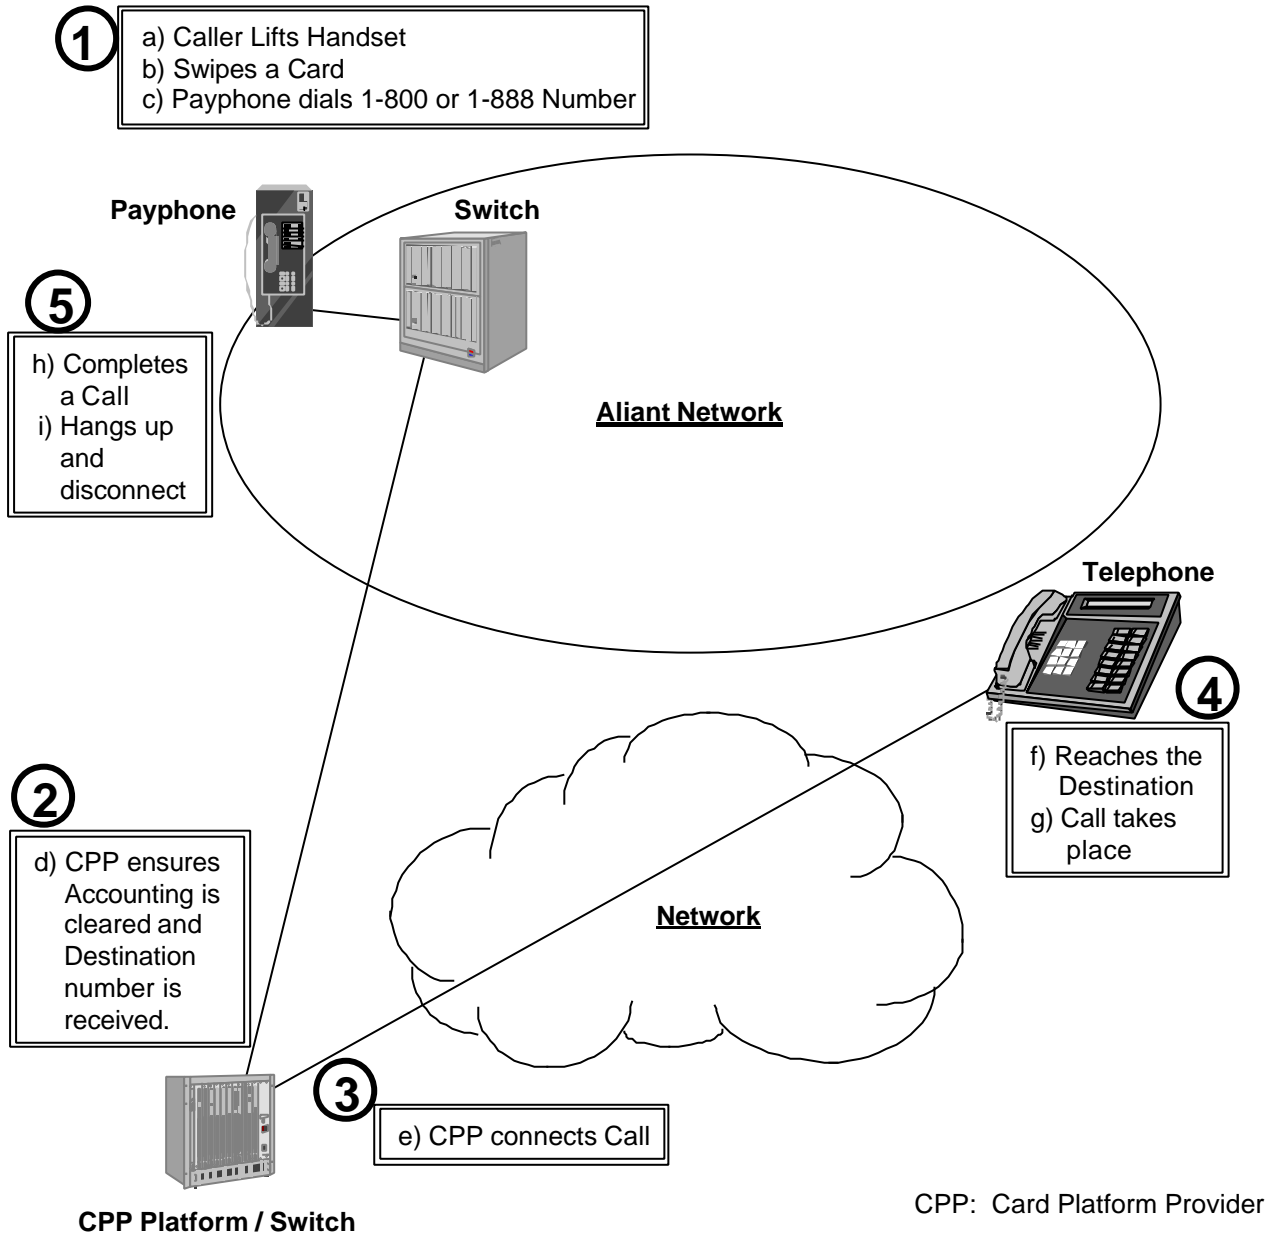 1
a) Caller Lifts Handset
b) Swipes a Card
c) Payphone dials 1-800 or 1-888 Number
Payphone
Switch
5
h) Completes
a Call
i) Hangs up
and
disconnect
Aliant Network
Telephone
4
f) Reaches the
Destination
g) Call takes
place
2
d) CPP ensures
Accounting is
cleared and
Destination
number is
received.
Network
3
e) CPP connects Call
CPP Platform / Switch
CPP: Card Platform Provider